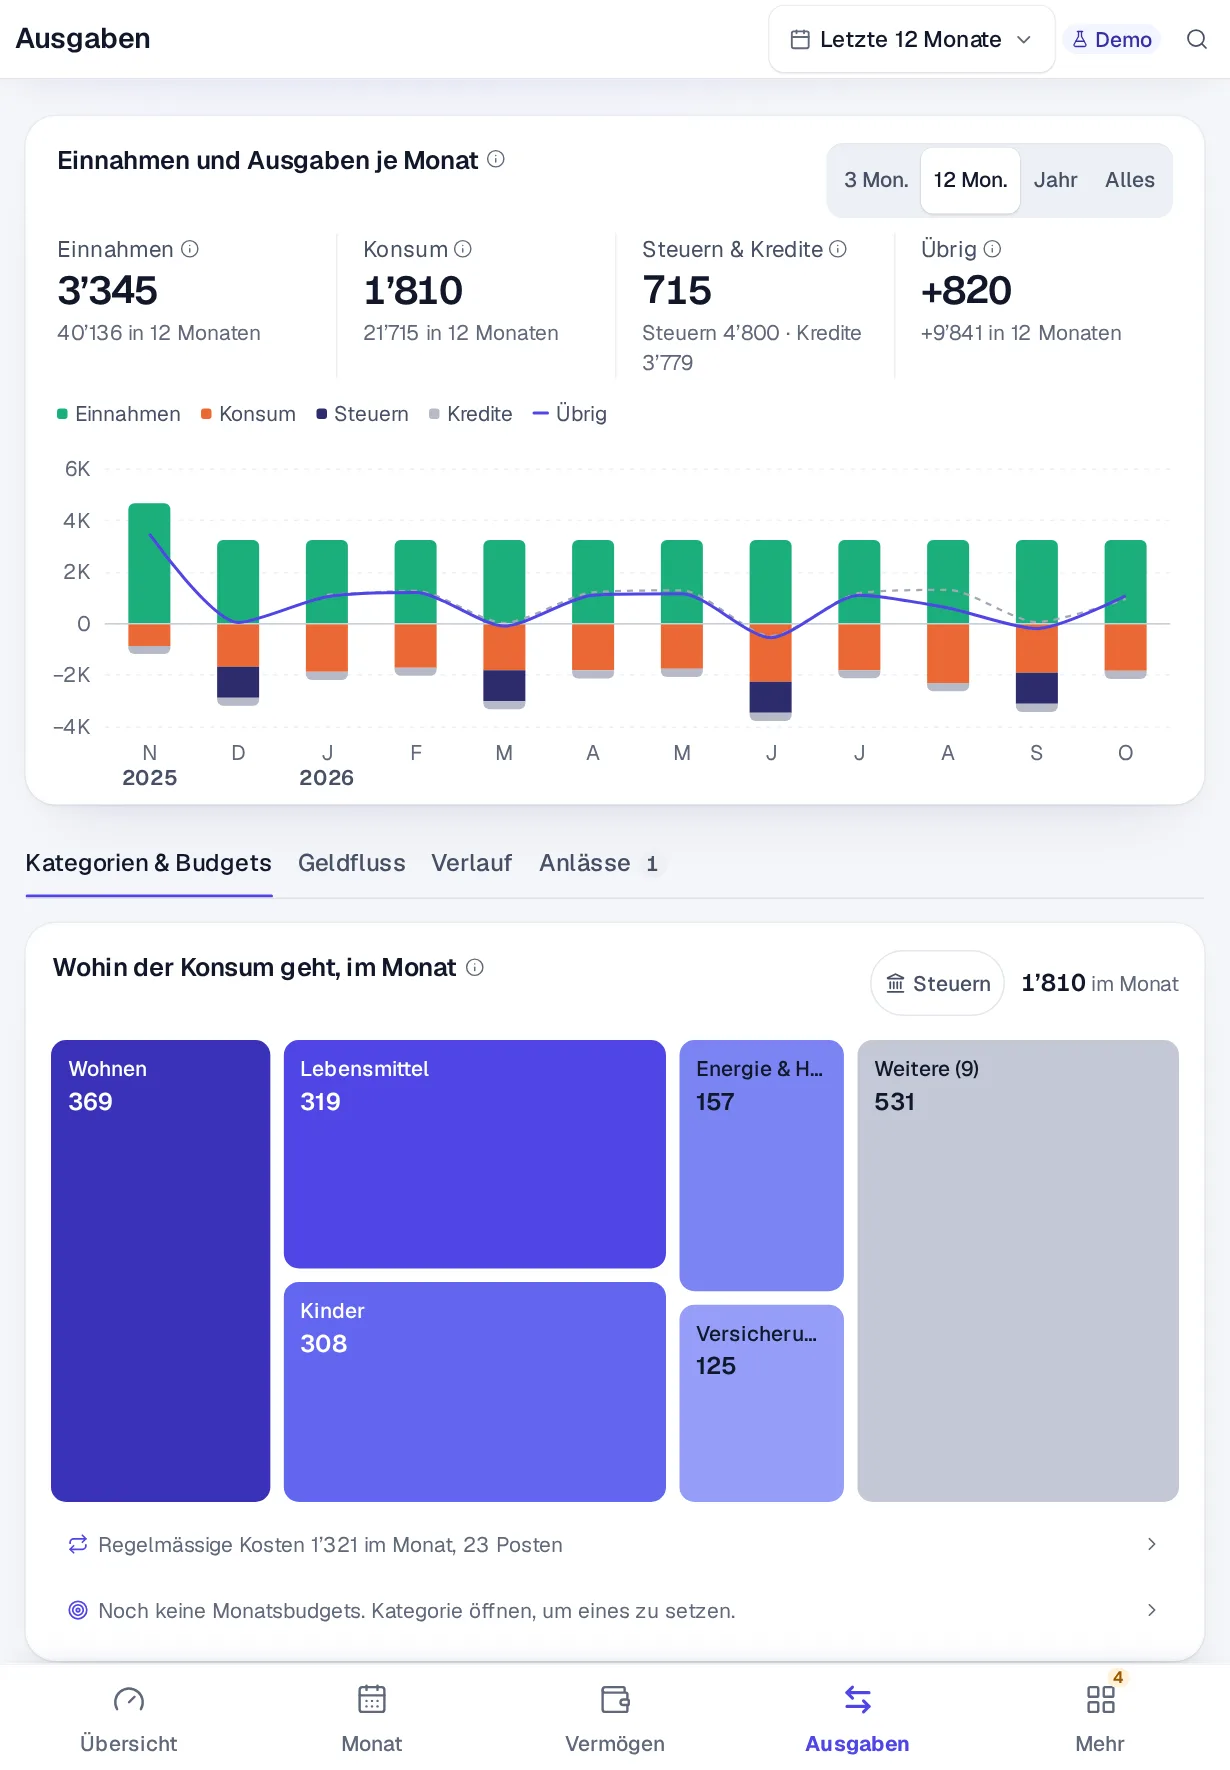 Ausgaben
Letzte 12 Monate
Demo
Einnahmen und Ausgaben je Monat
3 Mon.
12 Mon.
Jahr
Alles
Einnahmen
3’345
40’136 in 12 Monaten
Konsum
1’810
21’715 in 12 Monaten
Steuern & Kredite
715
Steuern 4’800 · Kredite
3’779
Übrig
+820
+9’841 in 12 Monaten
Einnahmen
Konsum
Steuern
Kredite
Übrig
6K
4K
2K
0
−2K
−4K
N D J F M A M J J A S O
2025 2026
Kategorien & Budgets
Geldfluss
Verlauf
Anlässe 1
Wohin der Konsum geht, im Monat
Steuern
1’810 im Monat
Wohnen
369
Lebensmittel
319
Kinder
308
Energie & H...
157
Versicheru...
125
Weitere (9)
531
Regelmässige Kosten 1’321 im Monat, 23 Posten
Noch keine Monatsbudgets. Kategorie öffnen, um eines zu setzen.
Übersicht
Monat
Vermögen
Ausgaben
4
Mehr